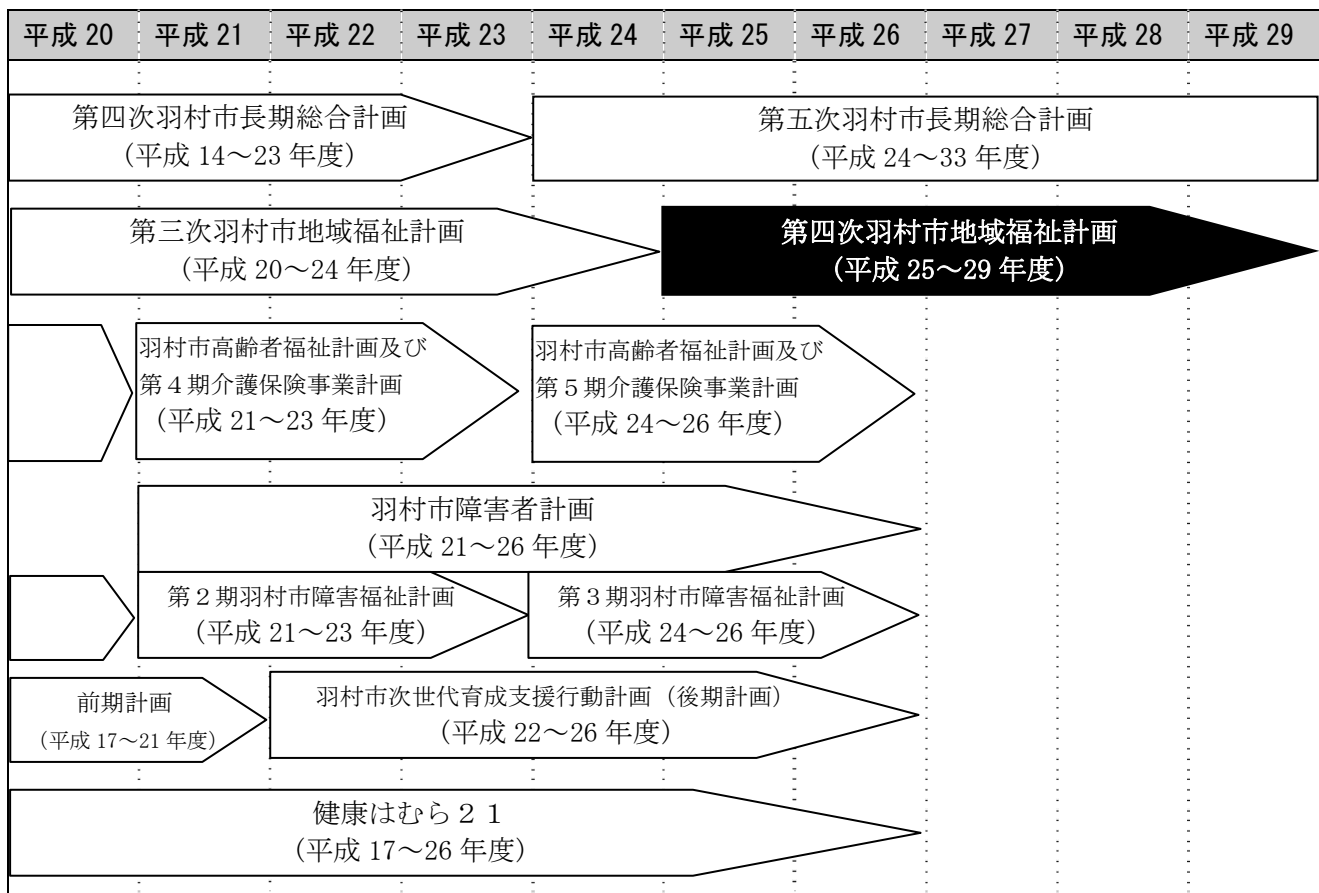 平成 20 平成 21 平成 22 平成 23 平成 24 平成 25 平成 26 平成 27 平成 28 平成 29
第四次羽村市長期総合計画
(平成 14～23 年度)
第五次羽村市長期総合計画
(平成 24～33 年度)
第三次羽村市地域福祉計画
(平成 20～24 年度)
第四次羽村市地域福祉計画
(平成 25～29 年度)
羽村市高齢者福祉計画及び
第４期介護保険事業計画
(平成 21～23 年度)
羽村市高齢者福祉計画及び
第５期介護保険事業計画
(平成 24～26 年度)
羽村市障害者計画
(平成 21～26 年度)
第２期羽村市障害福祉計画
(平成 21～23 年度)
第３期羽村市障害福祉計画
(平成 24～26 年度)
前期計画
(平成 17～21 年度)
羽村市次世代育成支援行動計画（後期計画）
(平成 22～26 年度)
健康はむら２１
(平成 17～26 年度)